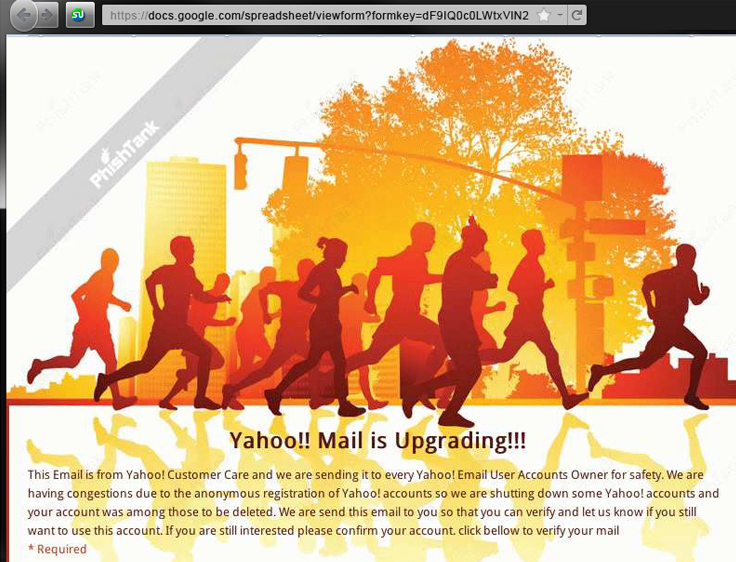 https://docs.google.com/spreadsheet/viewform?formkey=dF9IQ0c0LWtxVlN2
PhishTank
Yahoo!! Mail is Upgrading!!!
This Email is from Yahoo! Customer Care and we are sending it to every Yahoo! Email User Accounts Owner for safety. We are
having congestions due to the anonymous registration of Yahoo! accounts so we are shutting down some Yahoo! accounts and
your account was among those to be deleted. We are send this email to you so that you can verify and let us know if you still
want to use this account. If you are still interested please confirm your account. click bellow to verify your mail
* Required